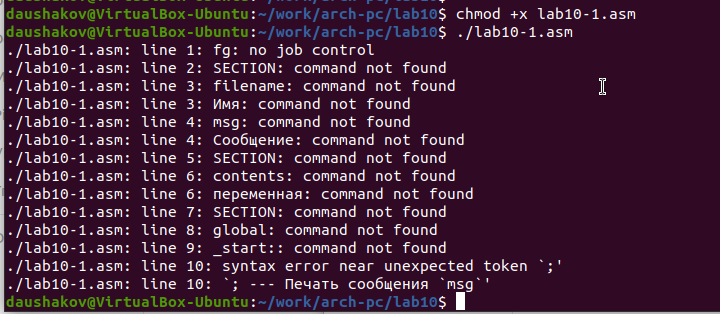 daushakov@VirtualBox-Ubuntu:~/work/arch-pc/lab10$ chmod +x lab10-1.asm
daushakov@VirtualBox-Ubuntu:~/work/arch-pc/lab10$ ./lab10-1.asm
./lab10-1.asm: line 1: fg: no job control
./lab10-1.asm: line 2: SECTION: command not found
./lab10-1.asm: line 3: filename: command not found
./lab10-1.asm: line 3: Имя: command not found
./lab10-1.asm: line 4: msg: command not found
./lab10-1.asm: line 4: Сообщение: command not found
./lab10-1.asm: line 5: SECTION: command not found
./lab10-1.asm: line 6: contents: command not found
./lab10-1.asm: line 6: переменная: command not found
./lab10-1.asm: line 7: SECTION: command not found
./lab10-1.asm: line 8: global: command not found
./lab10-1.asm: line 9: _start:: command not found
./lab10-1.asm: line 10: syntax error near unexpected token `;'
./lab10-1.asm: line 10: `; --- Печать сообщения `msg`'
daushakov@VirtualBox-Ubuntu:~/work/arch-pc/lab10$